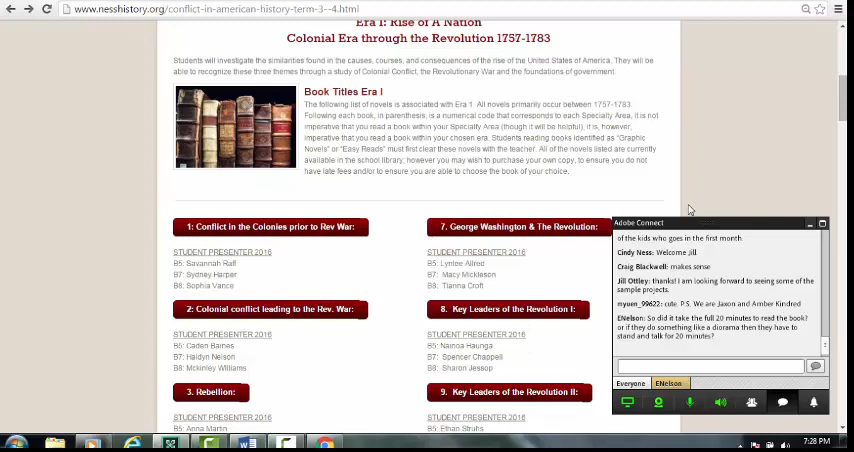 www.nesshistory.org/conflict-in-american-history-term-3--4.html
Era I: Rise of A Nation
Colonial Era through the Revolution 1757-1783
Students will investigate the similarities found in the causes, courses, and consequences of the rise of the United States of America. They will be
able to recognize these three themes through a study of Colonial Conflict, the Revolutionary War and the foundations of government.
Book Titles Era I
The following list of novels is associated with Era 1- All novels primarily occur between 1757-1783.
Following each book, in parenthesis, is a numerical code that corresponds to each Specialty Area, it is not
imperative that you read a book within your Specialty Area (though it will be helpful), it is, however,
imperative that you read a book within your chosen era. Students reading books identified as "Graphic
Novels" or "Easy Reads" must first clear these novels with the teacher. All of the novels listed are currently
available in the school library, however you may wish to purchase your own copy, to ensure you do not
have late fees and/or to ensure you are able to choose the book of your choice.
1: Conflict in the Colonies prior to Rev War:
STUDENT PRESENTER 2016
B5: Savannah Raff
B7: Sydney Harper
B8: Sophia Vance
2: Colonial conflict leading to the Rev. War:
STUDENT PRESENTER 2016
B5: Caden Barnes
B7: Haidyn Nelson
B8: Mckinley Williams
3. Rebellion:
STUDENT PRESENTER 2016
B5: Anna Martin
7. George Washington & The Revolution:
STUDENT PRESENTER 2016
B5: Lynlee Allred
B7: Macy Mickleson
B8: Tianna Croft
8. Key Leaders of the Revolution I:
STUDENT PRESENTER 2016
B5: Nainoa Haunga
B7: Spencer Chappell
B8: Sharon Jessop
9. Key Leaders of the Revolution II:
STUDENT PRESENTER 2016
B5: Ethan Struhs
Adobe Connect
of the kids who goes in the first month.
Cindy Ness: Welcome Jill
Craig Blackwell: makes sense
Jill Ottley: thanks! I am looking forward to seeing some of the
sample projects.
myuen_99622: cute. P.S. We are Jaxon and Amber Kindred
ENelson: So did it take the full 20 minutes to read the book?
or if they do something like a diorama then they have to
stand and talk for 20 minutes?
Everyone
ENelson
7:28 PM